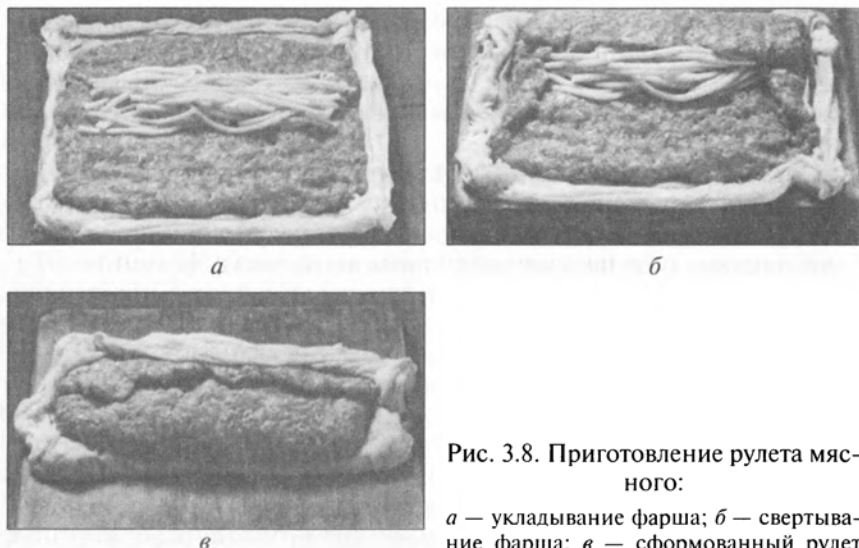 а
б
в
Рис. 3.8. Приготовление рулета мяс-
ного:
а — укладывание фарша; б — свертыва-
ние фарша; в — сформованный рулет